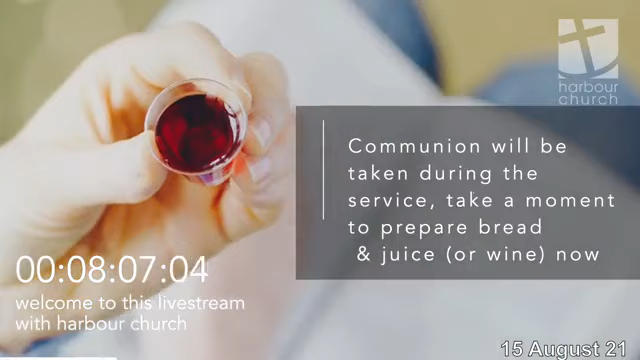 harbour
church
Communion will be
taken during the
service, take a moment
to prepare bread
& juice (or wine) now
00:08:07:04
welcome to this livestream
with harbour church
15 August 21